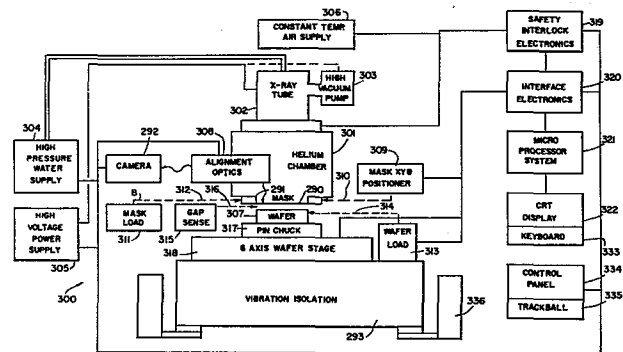 306
CONSTANT TEMP.
AIR SUPPLY
SAFETY
INTERLOCK
ELECTRONICS
319
X-RAY
TUBE
302
HIGH
VACUUM
PUMP
303
INTERFACE
ELECTRONICS
320
304
HIGH
PRESSURE
WATER
SUPPLY
292
CAMERA
308
ALIGNMENT
OPTICS
301
HELIUM
CHAMBER
309
MASK XYθ
POSITIONER
MICRO
PROCESSOR
SYSTEM
321
B
312
316
291
MASK
290
310
314
HIGH
VOLTAGE
POWER
SUPPLY
305
MASK
LOAD
311
GAP
SENSE
315
307
WAFER
317
PIN CHUCK
WAFER
LOAD
313
CRT
DISPLAY
322
KEYBOARD
333
318
6 AXIS WAFER STAGE
300
VIBRATION ISOLATION
293
336
CONTROL
PANEL
334
TRACKBALL
335